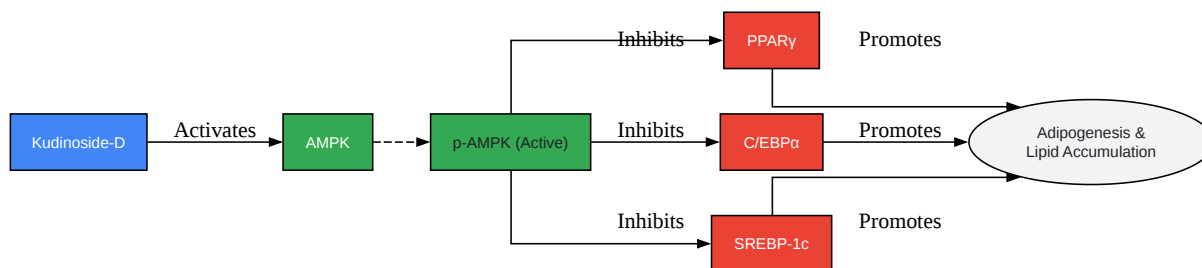 Inhibits
PPARγ
Promotes
Kudinoside-D
Activates
AMPK
p-AMPK (Active)
Inhibits
C/EBPα
Promotes
Adipogenesis &
Lipid Accumulation
Inhibits
SREBP-1c
Promotes